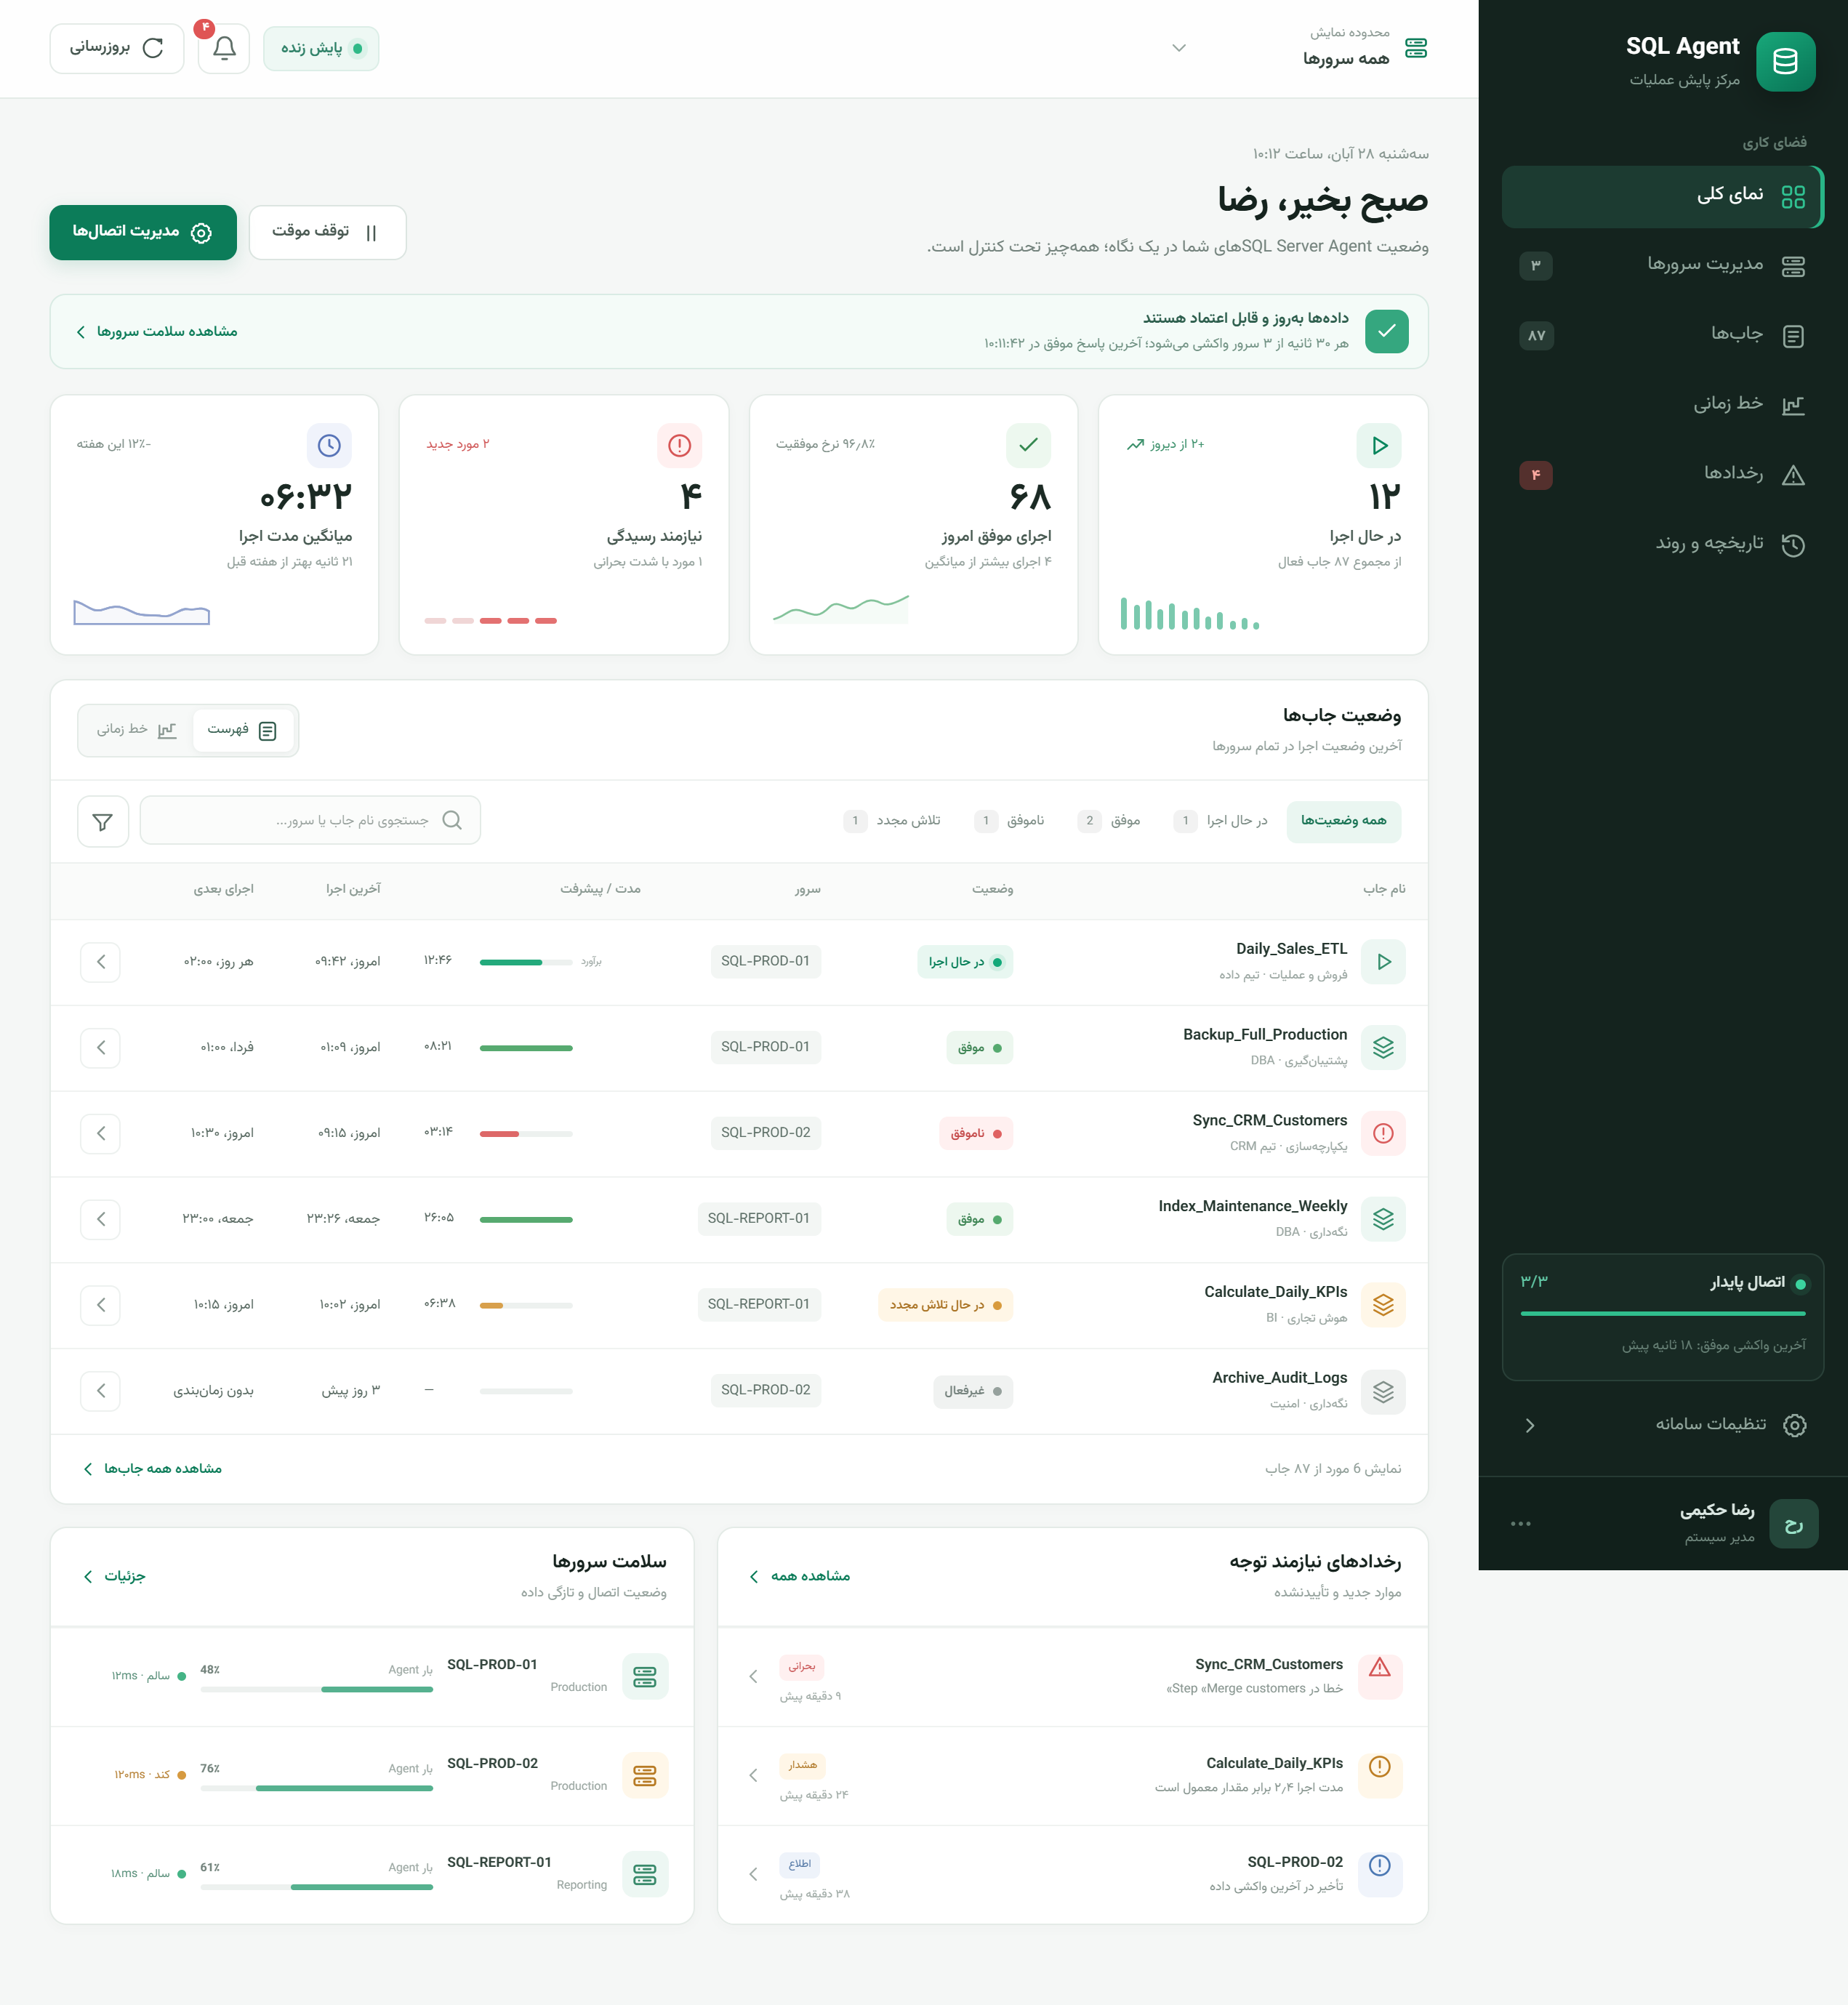 SQL Agent
مرکز پایش عملیات
فضای کاری
نمای کلی
مدیریت سرورها ۳
جاب‌ها ۸۷
خط زمانی
رخدادها ۴
تاریخچه و روند
اتصال پایدار ۳/۳
آخرین واکشی موفق: ۱۸ ثانیه پیش
تنظیمات سامانه
رح
رضا حکیمی
مدیر سیستم
محدوده نمایش
همه سرورها
پایش زنده
۴
بروزرسانی
سه‌شنبه ۲۸ آبان، ساعت ۱۰:۱۲
صبح بخیر، رضا
وضعیت SQL Server Agentهای شما در یک نگاه؛ همه‌چیز تحت کنترل است.
توقف موقت
مدیریت اتصال‌ها
داده‌ها به‌روز و قابل اعتماد هستند
هر ۳۰ ثانیه از ۳ سرور واکشی می‌شود؛ آخرین پاسخ موفق در ۱۰:۱۱:۴۲
مشاهده سلامت سرورها
+۲ از دیروز
۱۲
در حال اجرا
از مجموع ۸۷ جاب فعال
۹۶٫۸٪ نرخ موفقیت
۶۸
اجرای موفق امروز
۴ اجرای بیشتر از میانگین
۲ مورد جدید
۴
نیازمند رسیدگی
۱ مورد با شدت بحرانی
-۱۲٪ این هفته
۰۶:۳۲
میانگین مدت اجرا
۲۱ ثانیه بهتر از هفته قبل
وضعیت جاب‌ها
آخرین وضعیت اجرا در تمام سرورها
فهرست
خط زمانی
همه وضعیت‌ها
در حال اجرا 1
موفق 2
ناموفق 1
تلاش مجدد 1
جستجوی نام جاب یا سرور...
نام جاب وضعیت سرور مدت / پیشرفت آخرین اجرا اجرای بعدی
Daily_Sales_ETL
فروش و عملیات · تیم داده
در حال اجرا
SQL-PROD-01
برآورد
۱۲:۴۶
امروز، ۰۹:۴۲
هر روز، ۰۲:۰۰
Backup_Full_Production
پشتیبان‌گیری · DBA
موفق
SQL-PROD-01
۰۸:۲۱
امروز، ۰۱:۰۹
فردا، ۰۱:۰۰
Sync_CRM_Customers
یکپارچه‌سازی · تیم CRM
ناموفق
SQL-PROD-02
۰۳:۱۴
امروز، ۰۹:۱۵
امروز، ۱۰:۳۰
Index_Maintenance_Weekly
نگه‌داری · DBA
موفق
SQL-REPORT-01
۲۶:۰۵
جمعه، ۲۳:۲۶
جمعه، ۲۳:۰۰
Calculate_Daily_KPIs
هوش تجاری · BI
در حال تلاش مجدد
SQL-REPORT-01
۰۶:۳۸
امروز، ۱۰:۰۲
امروز، ۱۰:۱۵
Archive_Audit_Logs
نگه‌داری · امنیت
غیرفعال
SQL-PROD-02
—
۳ روز پیش
بدون زمان‌بندی
نمایش 6 مورد از ۸۷ جاب
مشاهده همه جاب‌ها
رخدادهای نیازمند توجه
موارد جدید و تأییدنشده
مشاهده همه
Sync_CRM_Customers
خطا در Step «Merge customers»
بحرانی
۹ دقیقه پیش
Calculate_Daily_KPIs
مدت اجرا ۲٫۴ برابر مقدار معمول است
هشدار
۲۴ دقیقه پیش
SQL-PROD-02
تأخیر در آخرین واکشی داده
اطلاع
۳۸ دقیقه پیش
سلامت سرورها
وضعیت اتصال و تازگی داده
جزئیات
SQL-PROD-01
Production
بار Agent
48٪
سالم · ۱۲ms
SQL-PROD-02
Production
بار Agent
76٪
کند · ۱۲۰ms
SQL-REPORT-01
Reporting
بار Agent
61٪
سالم · ۱۸ms